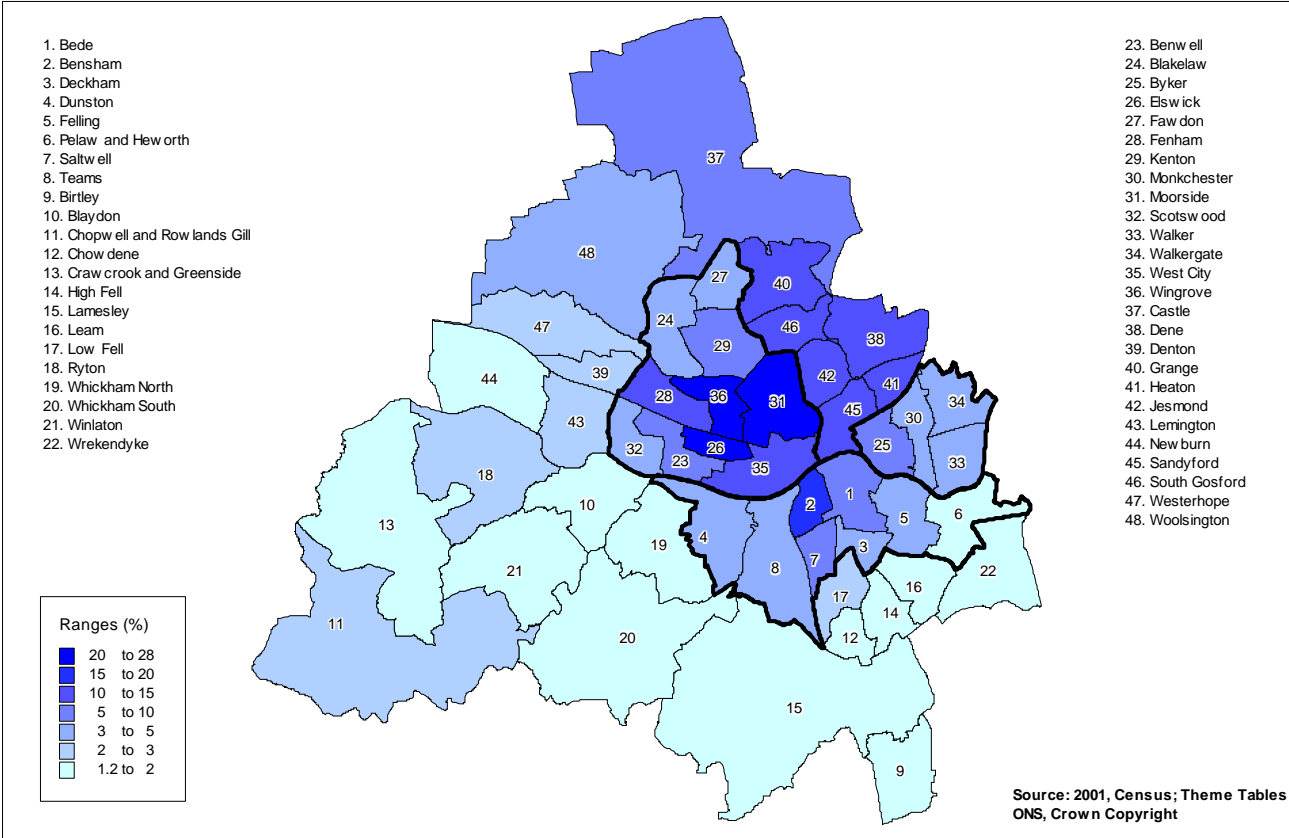 1. Bede
2. Bensham
3. Deckham
4. Dunston
5. Felling
6. Pelaw and Heworth
7. Saltwell
8. Teams
9. Birtley
10. Blaydon
11. Chopwell and Rowlands Gill
12. Chowdene
13. Crawcrook and Greenside
14. High Fell
15. Lamesley
16. Leam
17. Low Fell
18. Ryton
19. Whickham North
20. Whickham South
21. Winlaton
22. Wrekendyke
23. Benwell
24. Blakelaw
25. Byker
26. Elswick
27. Fawdon
28. Fenham
29. Kenton
30. Monkchester
31. Moorside
32. Scotswood
33. Walker
34. Walkergate
35. West City
36. Wingrove
37. Castle
38. Dene
39. Denton
40. Grange
41. Heaton
42. Jesmond
43. Lemington
44. Newburn
45. Sandyford
46. South Gosford
47. Westerhope
48. Woolsington
37
48
27
40
24
47
46
29
38
44
39
42
41
28
36
31
34
45
30
43
32
26
25
23
35
33
18
10
2
1
13
4
5
6
19
3
8
7
21
22
16
17
11
14
20
12
15
9
Ranges (%)
20 to 28
15 to 20
10 to 15
5 to 10
3 to 5
2 to 3
1.2 to 2
Source: 2001, Census; Theme Tables
ONS, Crown Copyright